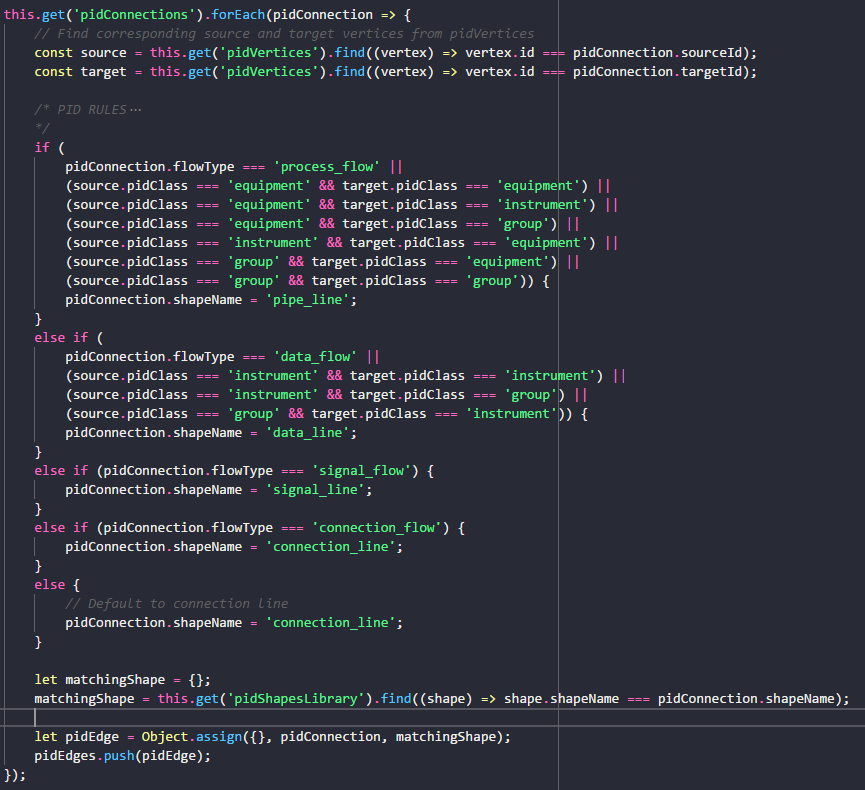 this.get('pidConnections').forEach(pidConnection => {
// Find corresponding source and target vertices from pidVertices
const source = this.get('pidVertices').find((vertex) => vertex.id === pidConnection.sourceId);
const target = this.get('pidVertices').find((vertex) => vertex.id === pidConnection.targetId);
/* PID RULES ⋯
*/
if (
pidConnection.flowType === 'process_flow' ||
(source.pidClass === 'equipment' && target.pidClass === 'equipment') ||
(source.pidClass === 'equipment' && target.pidClass === 'instrument') ||
(source.pidClass === 'equipment' && target.pidClass === 'group') ||
(source.pidClass === 'instrument' && target.pidClass === 'equipment') ||
(source.pidClass === 'group' && target.pidClass === 'equipment') ||
(source.pidClass === 'group' && target.pidClass === 'group')) {
pidConnection.shapeName = 'pipe_line';
}
else if (
pidConnection.flowType === 'data_flow' ||
(source.pidClass === 'instrument' && target.pidClass === 'instrument') ||
(source.pidClass === 'instrument' && target.pidClass === 'group') ||
(source.pidClass === 'group' && target.pidClass === 'instrument')) {
pidConnection.shapeName = 'data_line';
}
else if (pidConnection.flowType === 'signal_flow') {
pidConnection.shapeName = 'signal_line';
}
else if (pidConnection.flowType === 'connection_flow') {
pidConnection.shapeName = 'connection_line';
}
else {
// Default to connection line
pidConnection.shapeName = 'connection_line';
}
let matchingShape = {};
matchingShape = this.get('pidShapesLibrary').find((shape) => shape.shapeName === pidConnection.shapeName);
let pidEdge = Object.assign({}, pidConnection, matchingShape);
pidEdges.push(pidEdge);
});